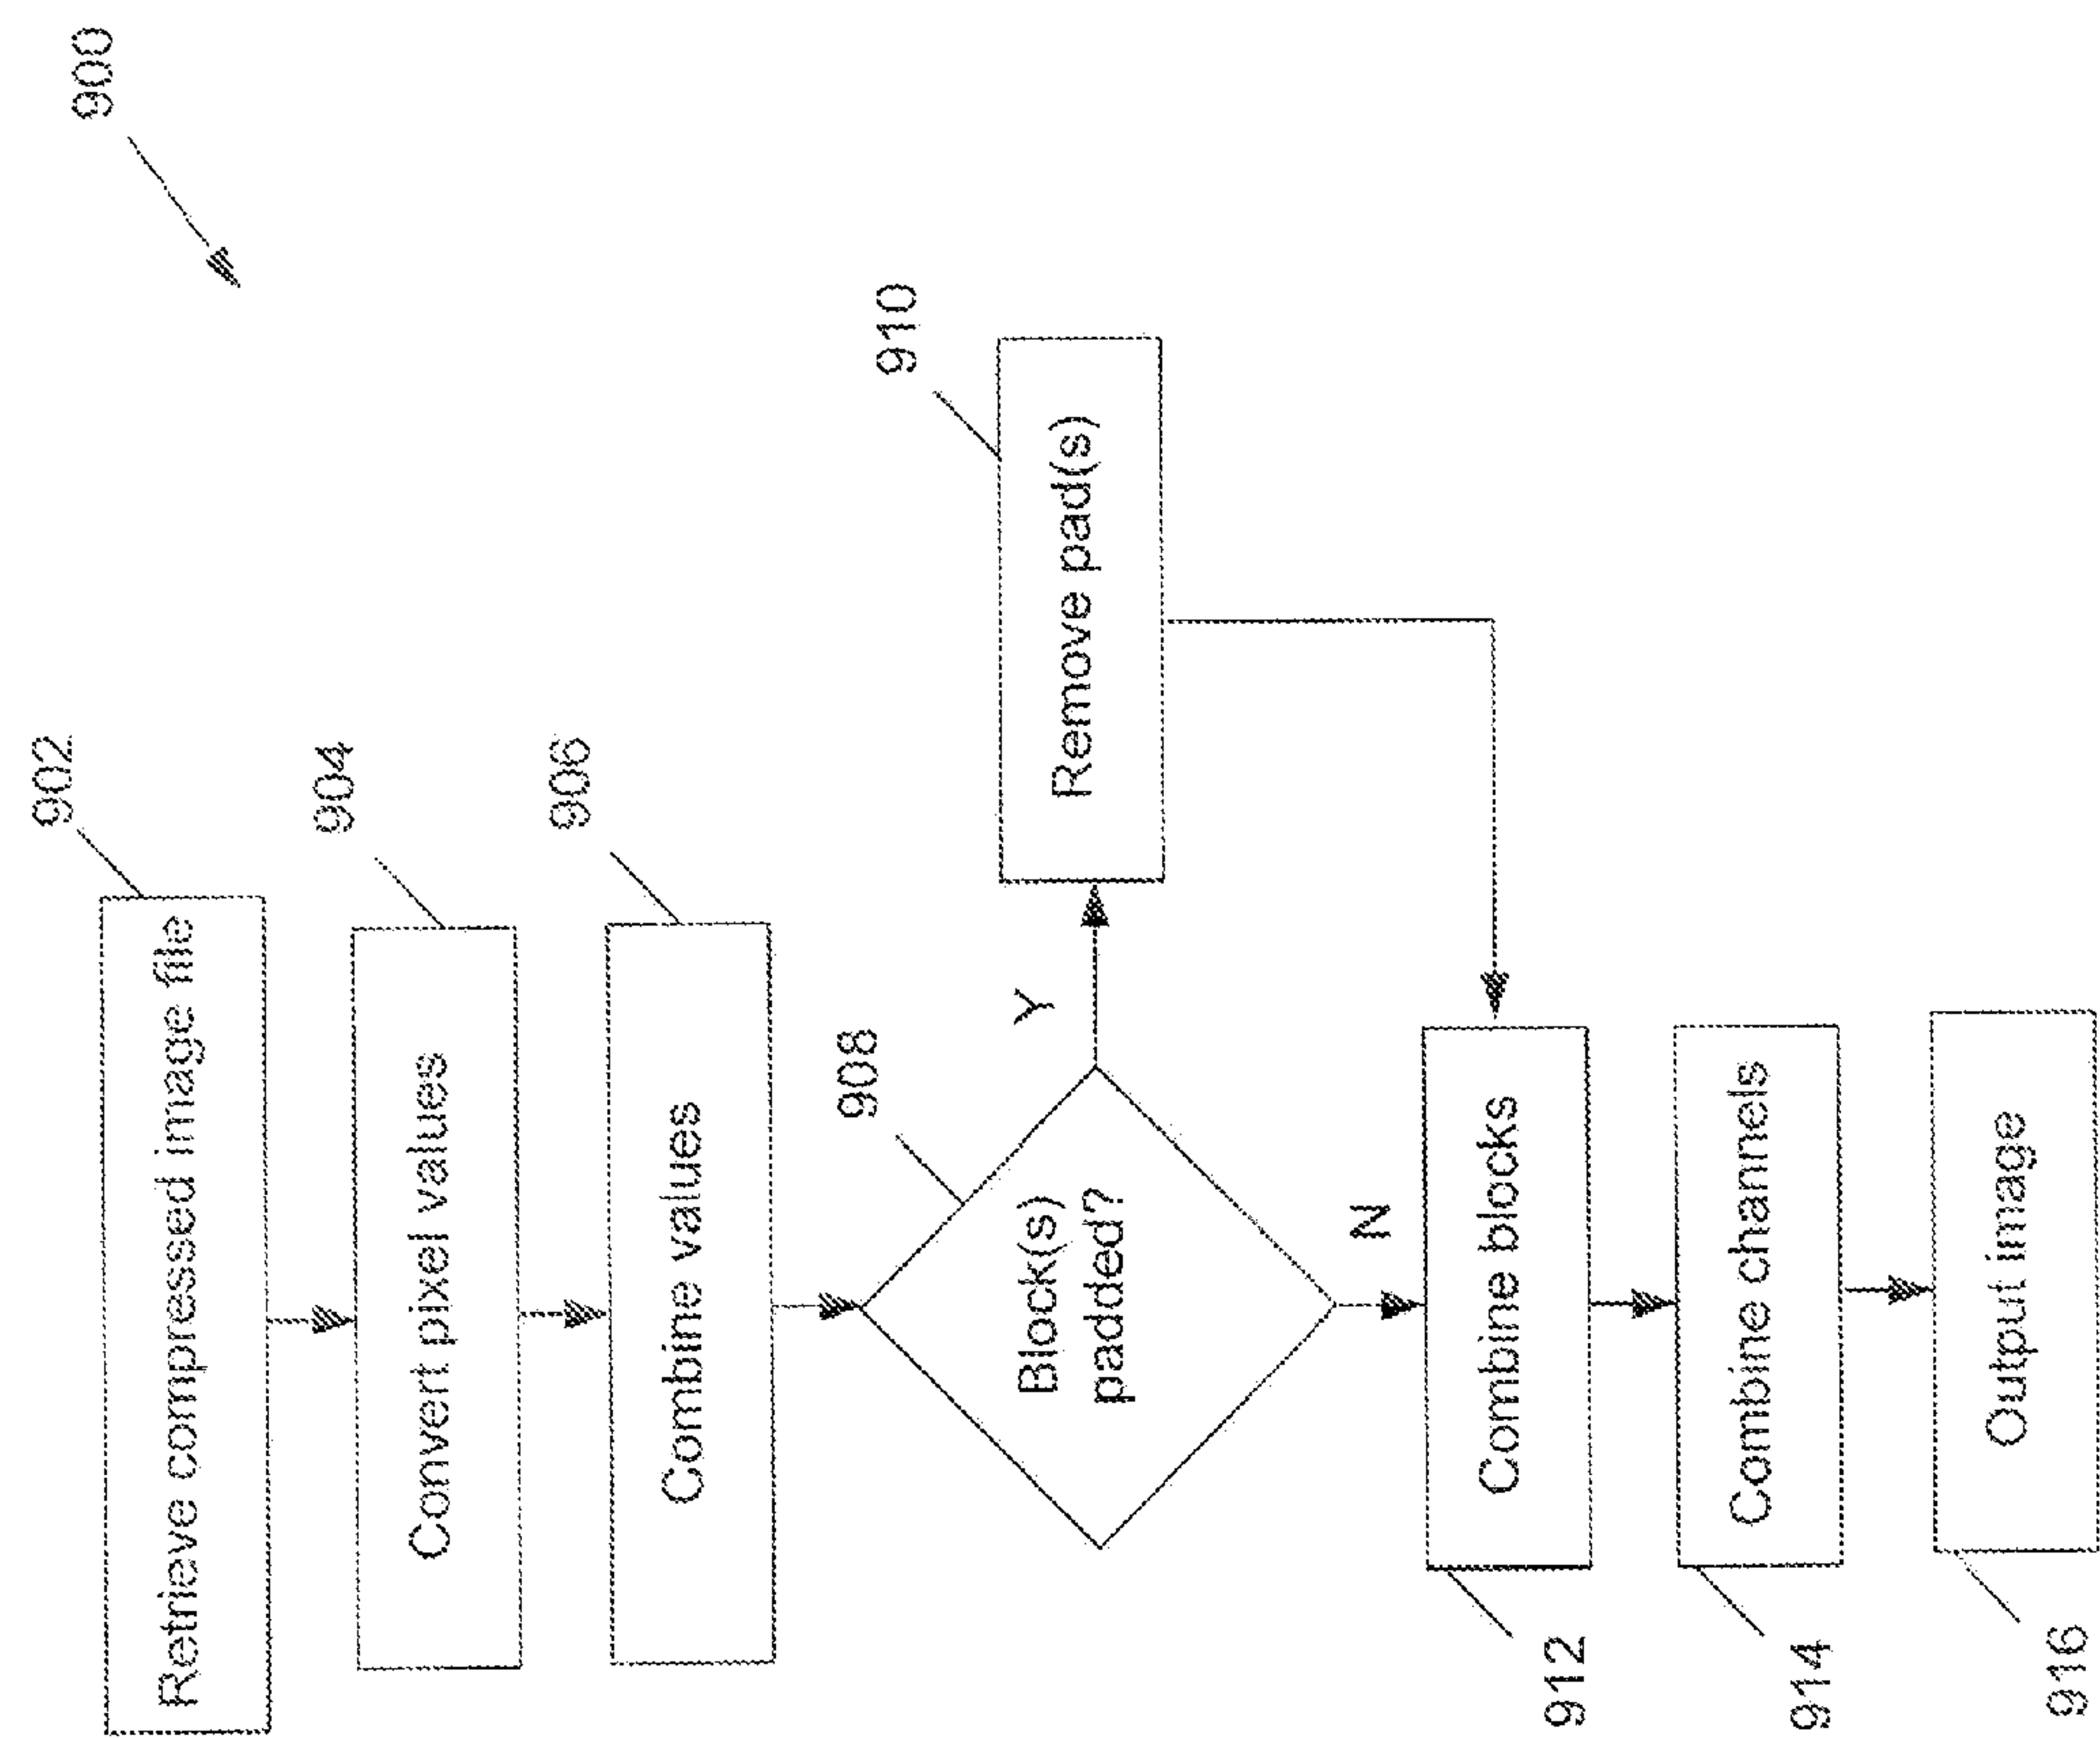 900
902
Retrieve compressed image file
904
Convert pixel values
906
Combine values
908
Block(s)
padded?
Y
910
Remove pad(s)
N
912
Combine blocks
914
Combine channels
916
Output image